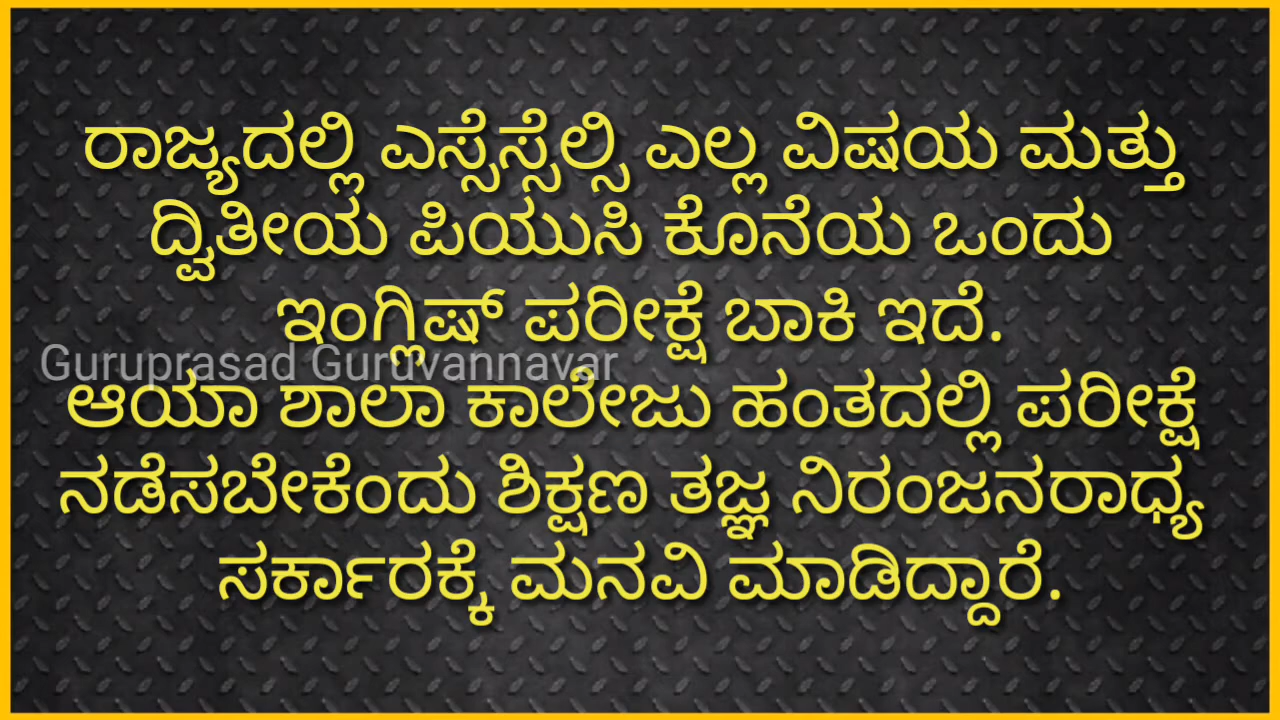 ರಾಜ್ಯದಲ್ಲಿ ಎಸ್ಸೆಸ್ಸೆಲ್ಸಿ ಎಲ್ಲ ವಿಷಯ ಮತ್ತು
ದ್ವಿತೀಯ ಪಿಯುಸಿ ಕೊನೆಯ ಒಂದು
ಇಂಗ್ಲಿಷ್ ಪರೀಕ್ಷೆ ಬಾಕಿ ಇದೆ.
Guruprasad Guruvannavar
ಆಯಾ ಶಾಲಾ ಕಾಲೇಜು ಹಂತದಲ್ಲಿ ಪರೀಕ್ಷೆ
ನಡೆಸಬೇಕೆಂದು ಶಿಕ್ಷಣ ತಜ್ಞ ನಿರಂಜನರಾಧ್ಯ
ಸರ್ಕಾರಕ್ಕೆ ಮನವಿ ಮಾಡಿದ್ದಾರೆ.